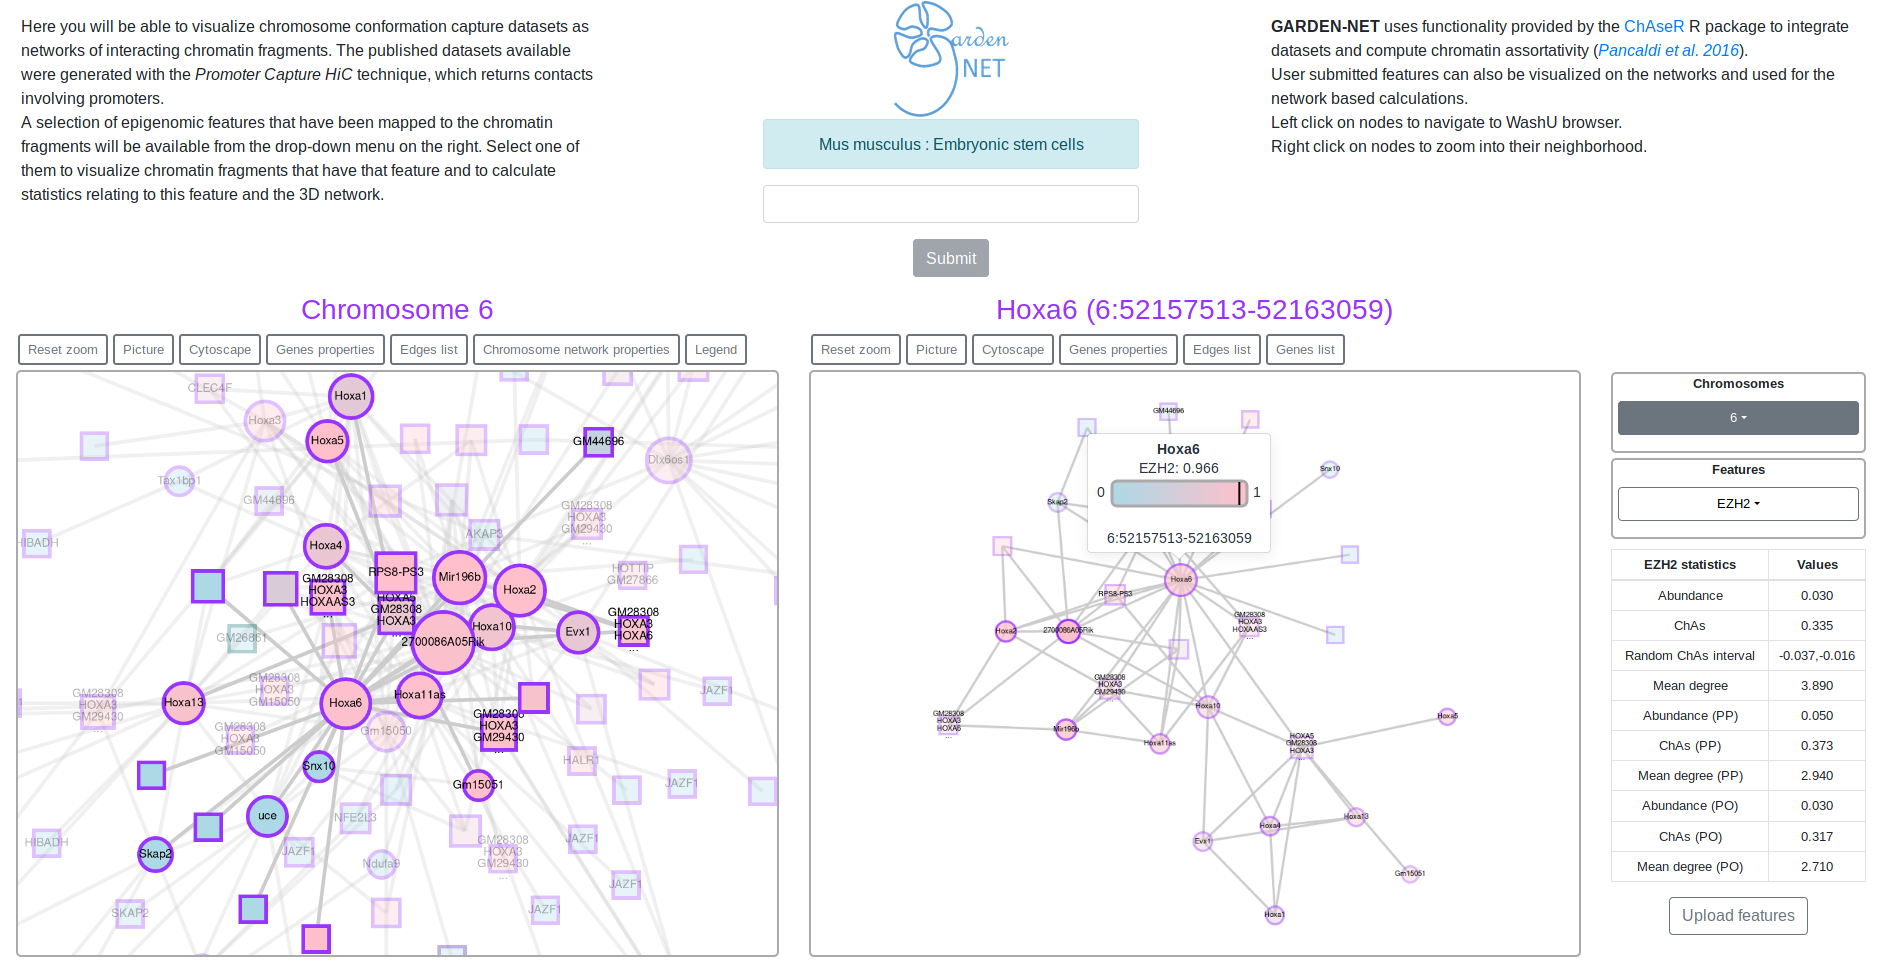 Here you will be able to visualize chromosome conformation capture datasets as
networks of interacting chromatin fragments. The published datasets available
were generated with the Promoter Capture HiC technique, which returns contacts
involving promoters.
A selection of epigenomic features that have been mapped to the chromatin
fragments will be available from the drop-down menu on the right. Select one of
them to visualize chromatin fragments that have that feature and to calculate
statistics relating to this feature and the 3D network.
Garden
NET
Mus musculus : Embryonic stem cells
Submit
GARDEN-NET uses functionality provided by the ChAseR R package to integrate
datasets and compute chromatin assortativity (Pancaldi et al. 2016).
User submitted features can also be visualized on the networks and used for the
network based calculations.
Left click on nodes to navigate to WashU browser.
Right click on nodes to zoom into their neighborhood.
Chromosome 6
Reset zoom
Picture
Cytoscape
Genes properties
Edges list
Chromosome network properties
Legend
CLEC4F
Hoxa1
Hoxa3
Hoxa5
GM44696
Dlx6os1
Tax1bp1
GM44696
GM28308
HOXA3
GM29430
...
AKAP3
HIBADH
Hoxa4
RPS8-PS3
Mir196b
HOTTIP
GM27866
GM28308
HOXA3
HOXAAS3
...
Hoxa2
HOXA5
GM28308
HOXA3
...
GM28308
HOXA3
HOXA6
...
Hoxa10
Evx1
GM26861
2700086A05Rik
GM28308
HOXA3
GM29430
...
GM28308
HOXA3
GM15050
Hoxa13
Hoxa6
Hoxa11as
JAZF1
GM28308
HOXA3
GM29430
...
GM28308
HOXA3
GM15050
Gm15050
HALR1
Snx10
Gm15051
JAZF1
uce
NFE2L3
HIBADH
JAZF1
JAZF1
GM28308
HOXA3
GM29430
...
Skap2
Ndufa9
JAZF1
SKAP2
JAZF1
Hoxa6 (6:52157513-52163059)
Reset zoom
Picture
Cytoscape
Genes properties
Edges list
Genes list
GM44696
Hoxa6
EZH2: 0.966
0
1
6:52157513-52163059
Snx10
Skap2
Hoxa6
RPS8-PS3
GM28308
HOXA3
HOXAAS3
...
Hoxa2
2700086A05Rik
GM28308
HOXA3
GM29430
...
Hoxa10
GM28308
HOXA3
HOXA6
...
Hoxa5
Mir196b
Hoxa11as
HOXA5
GM28308
HOXA3
...
Hoxa13
Hoxa4
Evx1
Gm15051
Hoxa1
Chromosomes
6
Features
EZH2
EZH2 statistics Values
Abundance 0.030
ChAs 0.335
Random ChAs interval -0.037,-0.016
Mean degree 3.890
Abundance (PP) 0.050
ChAs (PP) 0.373
Mean degree (PP) 2.940
Abundance (PO) 0.030
ChAs (PO) 0.317
Mean degree (PO) 2.710
Upload features